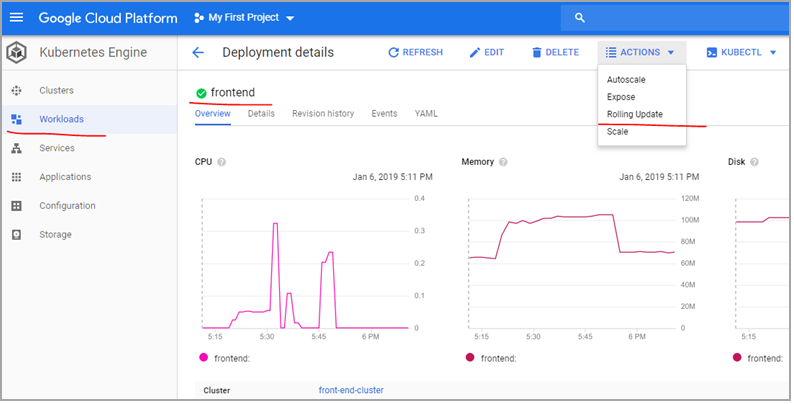 Google Cloud Platform
My First Project
Kubernetes Engine
Deployment details
REFRESH
EDIT
DELETE
ACTIONS
KUBECTL
Autoscale
Expose
Rolling Update
Scale
Clusters
Workloads
Services
Applications
Configuration
Storage
frontend
Overview Details Revision history Events YAML
CPU
Jan 6, 2019 5:11 PM
0.4
0.3
0.2
0.1
0
5:15 5:30 5:45 6 PM
frontend:
Memory
Jan 6, 2019 5:11 PM
120M
100M
80M
60M
40M
20M
0
5:15 5:30 5:45 6 PM
frontend:
Disk
5:15
frontend:
Cluster front-end-cluster